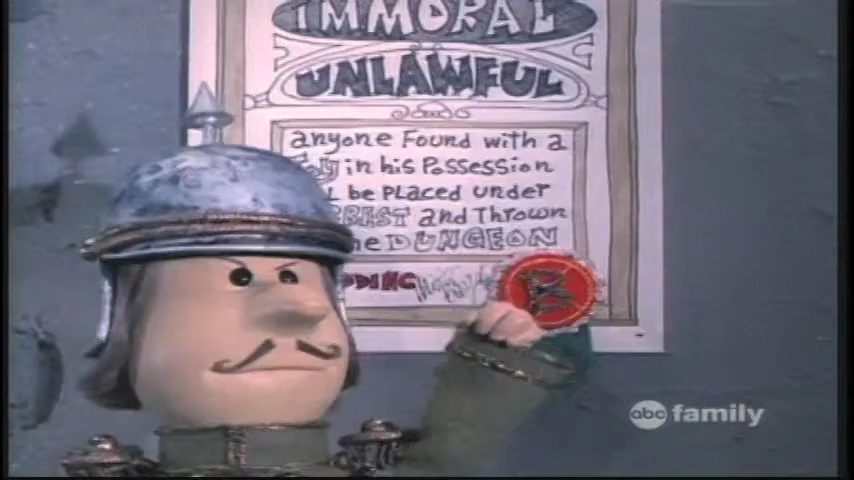 IMMORAL
UNLAWFUL
anyone Found with a
in his Possession
be Placed under
and Thrown
DUNGEON
abc family